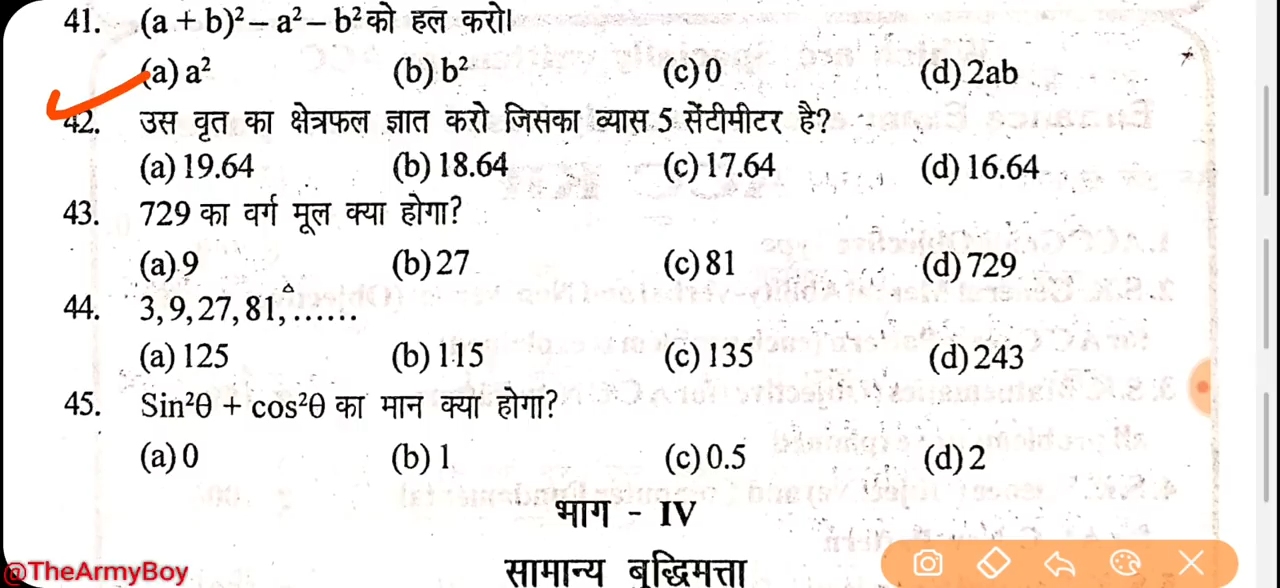 41. (a + b)² – a² – b² को हल करो।
(a) a² (b) b² (c) 0 (d) 2ab
42. उस वृत का क्षेत्रफल ज्ञात करो जिसका व्यास 5 सेंटीमीटर है?
(a) 19.64 (b) 18.64 (c) 17.64 (d) 16.64
43. 729 का वर्ग मूल क्या होगा?
(a) 9 (b) 27 (c) 81 (d) 729
44. 3, 9, 27, 81, ......
(a) 125 (b) 115 (c) 135 (d) 243
45. Sin²θ + cos²θ का मान क्या होगा?
(a) 0 (b) 1 (c) 0.5 (d) 2
भाग - IV
सामान्य बुद्धिमत्ता
@TheArmyBoy